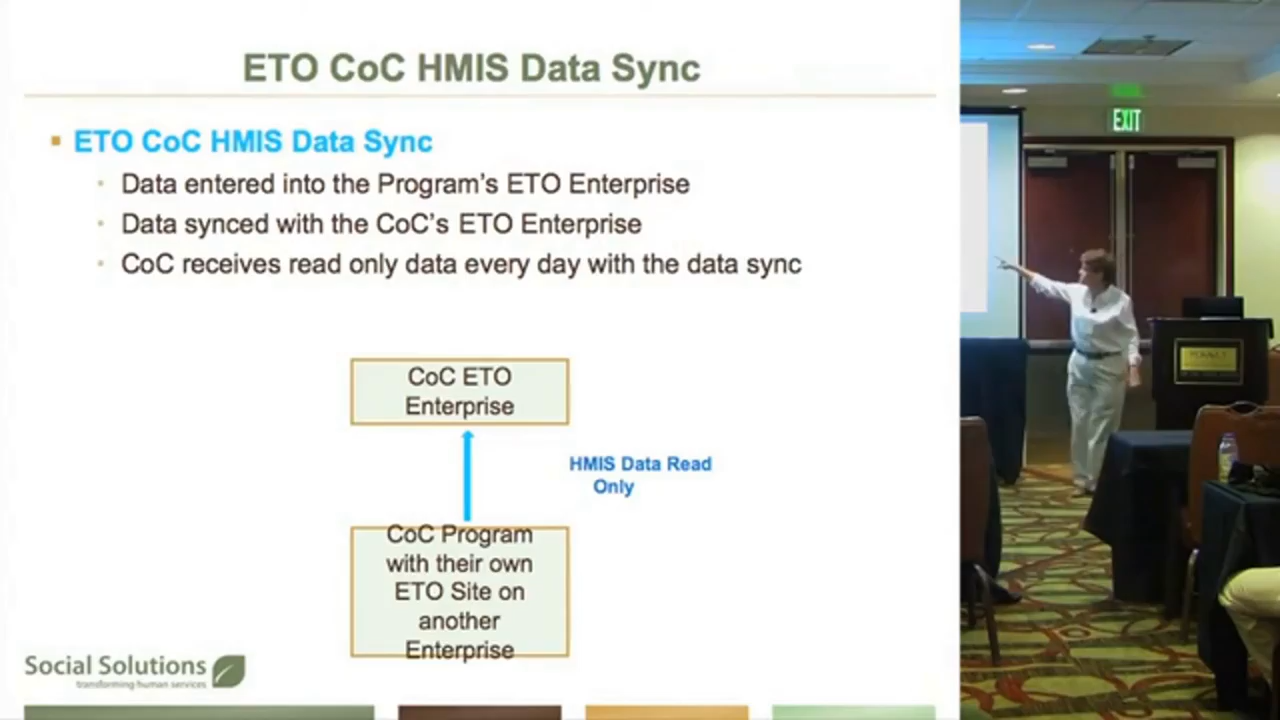 ETO CoC HMIS Data Sync
ETO CoC HMIS Data Sync
Data entered into the Program's ETO Enterprise
Data synced with the CoC's ETO Enterprise
CoC receives read only data every day with the data sync
CoC ETO
Enterprise
HMIS Data Read
Only
CoC Program
with their own
ETO Site on
another
Enterprise
Social Solutions
transforming human services
EXIT